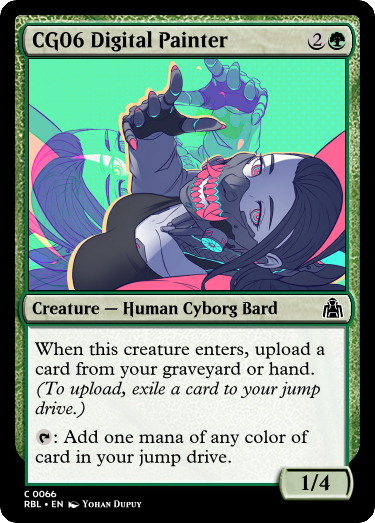 CG06 Digital Painter 2
Creature — Human Cyborg Bard
When this creature enters, upload a
card from your graveyard or hand.
(To upload, exile a card to your jump
drive.)
: Add one mana of any color of
card in your jump drive.
1/4
C 0066
RBL • EN Yohan Dupuy